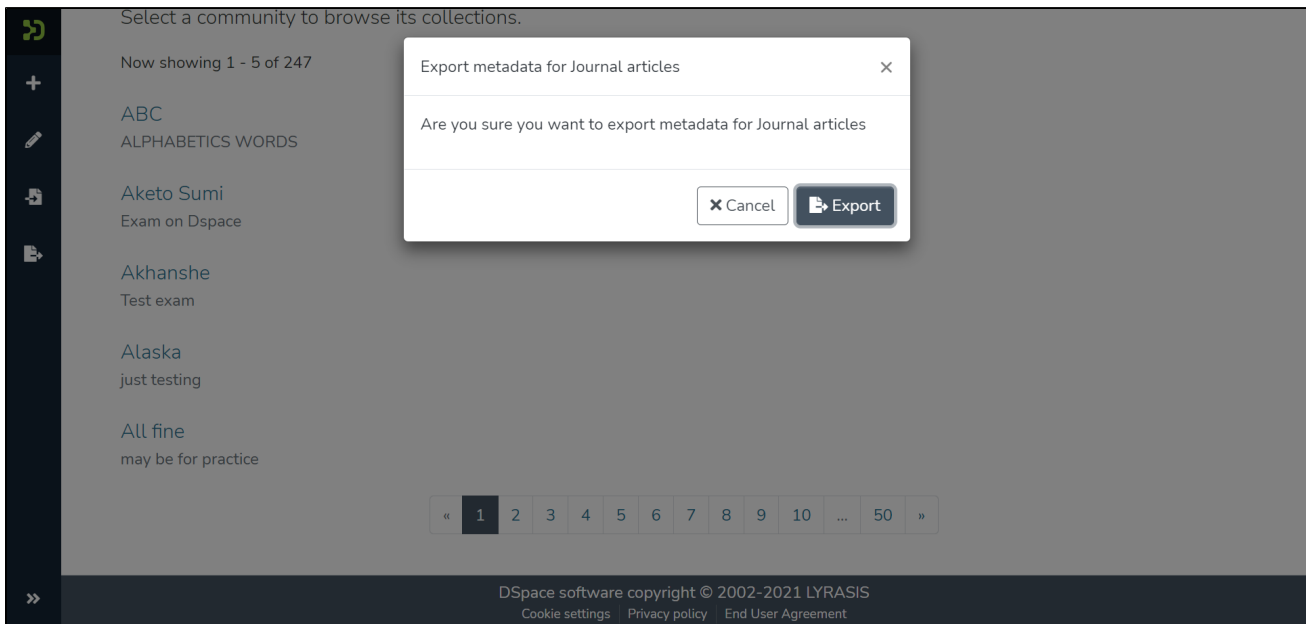 Select a community to browse its collections.
Now showing 1 - 5 of 247
ABC
ALPHABETICS WORDS
Aketo Sumi
Exam on Dspace
Akhanshe
Test exam
Alaska
just testing
All fine
may be for practice
Export metadata for Journal articles ×
Are you sure you want to export metadata for Journal articles
Cancel Export
« 1 2 3 4 5 6 7 8 9 10 ... 50 »
DSpace software copyright © 2002-2021 LYRASIS
Cookie settings Privacy policy End User Agreement